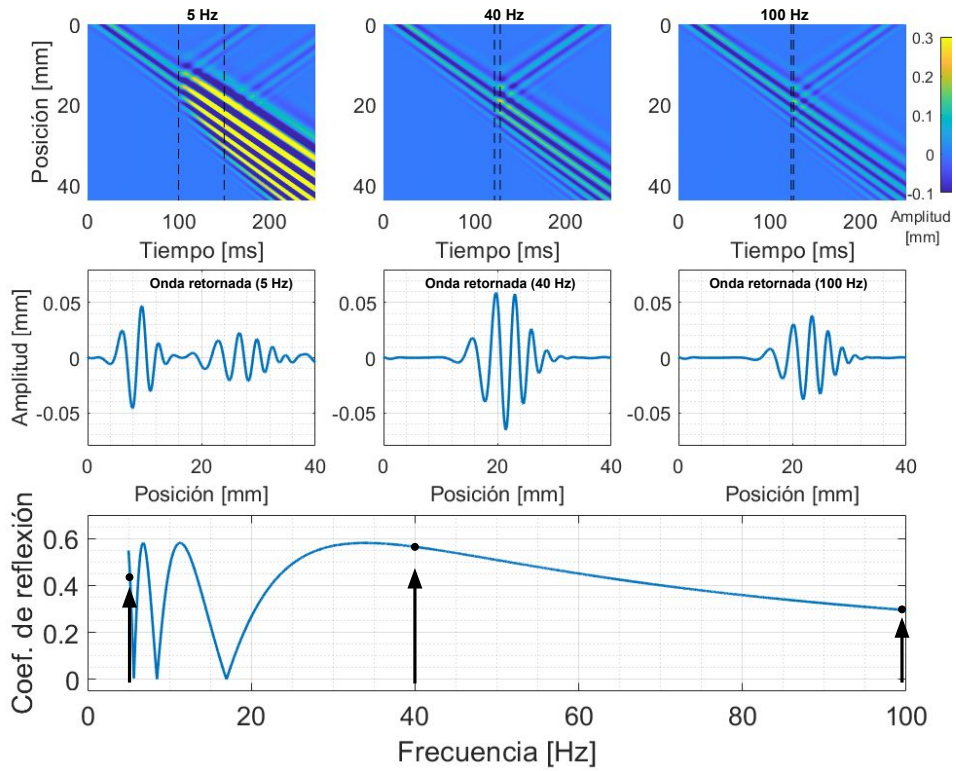 5 Hz
40 Hz
100 Hz
0
20
40
Posición [mm]
0
100
200
Tiempo [ms]
0
20
40
0
100
200
Tiempo [ms]
0
20
40
0
100
200
Tiempo [ms]
0.3
0.2
0.1
0
-0.1
Amplitud
[mm]
Onda retornada (5 Hz)
Onda retornada (40 Hz)
Onda retornada (100 Hz)
Amplitud [mm]
0.05
0
-0.05
0
20
40
Posición [mm]
0.05
0
-0.05
0
20
40
Posición [mm]
0.05
0
-0.05
0
20
40
Posición [mm]
Coef. de reflexión
0.6
0.4
0.2
0
0
20
40
60
80
100
Frecuencia [Hz]